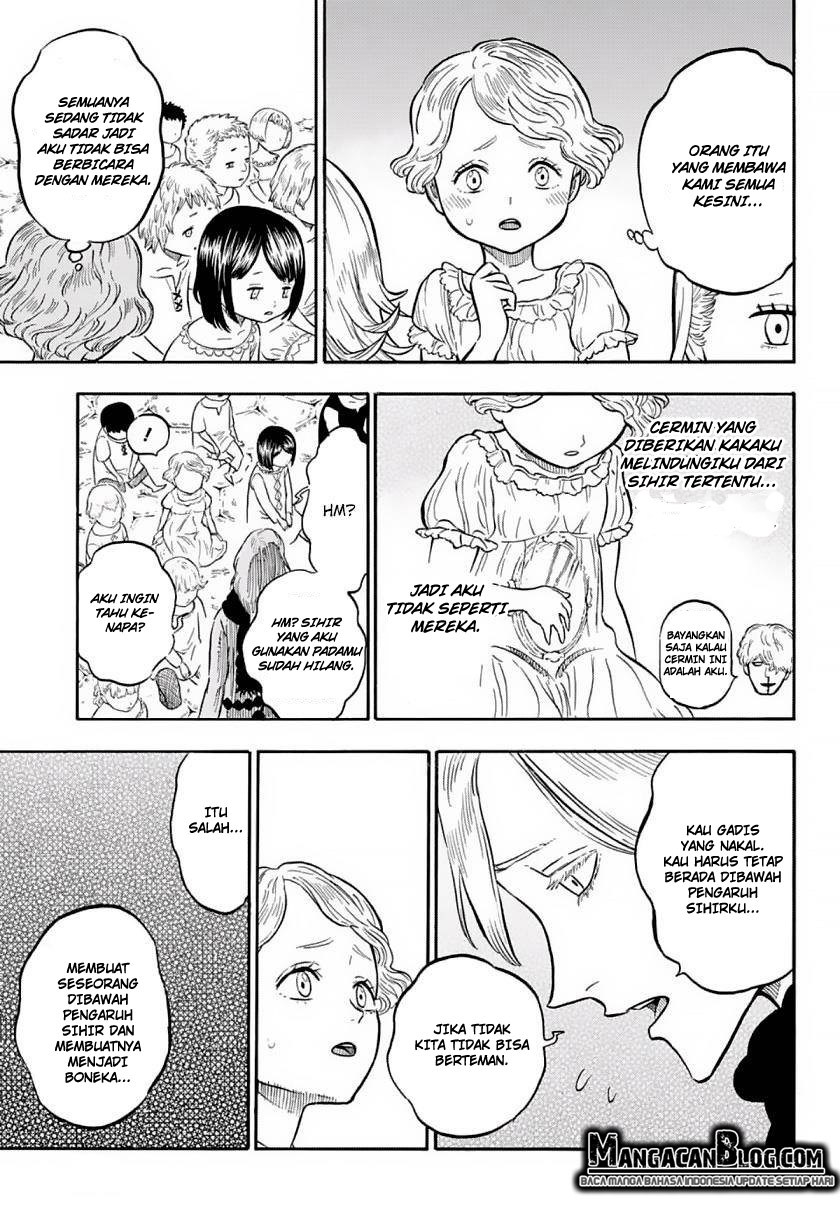 ORANG ITU
YANG MEMBAWA
KAMI SEMUA
KESINI...
SEMUANYA
SEDANG TIDAK
SADAR JADI
AKU TIDAK BISA
BERBICARA
DENGAN MEREKA.
CERMIN YANG
DIBERIKAN KAKAKU
MELINDUNGIKU DARI
SIHIR TERTENTU...
BAYANGKAN
SAJA KALAU
CERMIN INI
ADALAH AKU.
JADI AKU
TIDAK SEPERTI
MEREKA.
HM?
HM? SIHIR
YANG AKU
GUNAKAN PADAMU
SUDAH HILANG.
!
AKU INGIN
TAHU KE-
NAPA?
KAU GADIS
YANG NAKAL.
KAU HARUS TETAP
BERADA DIBAWAH
PENGARUH
SIHIRKU...
JIKA TIDAK
KITA TIDAK BISA
BERTEMAN.
ITU
SALAH...
MEMBUAT
SESEORANG
DIBAWAH
PENGARUH
SIHIR DAN
MEMBUATNYA
MENJADI
BONEKA...
MANGACANBLOG.COM
BACA MANGA BAHASA INDONESIA UPDATE SETIAP HARI